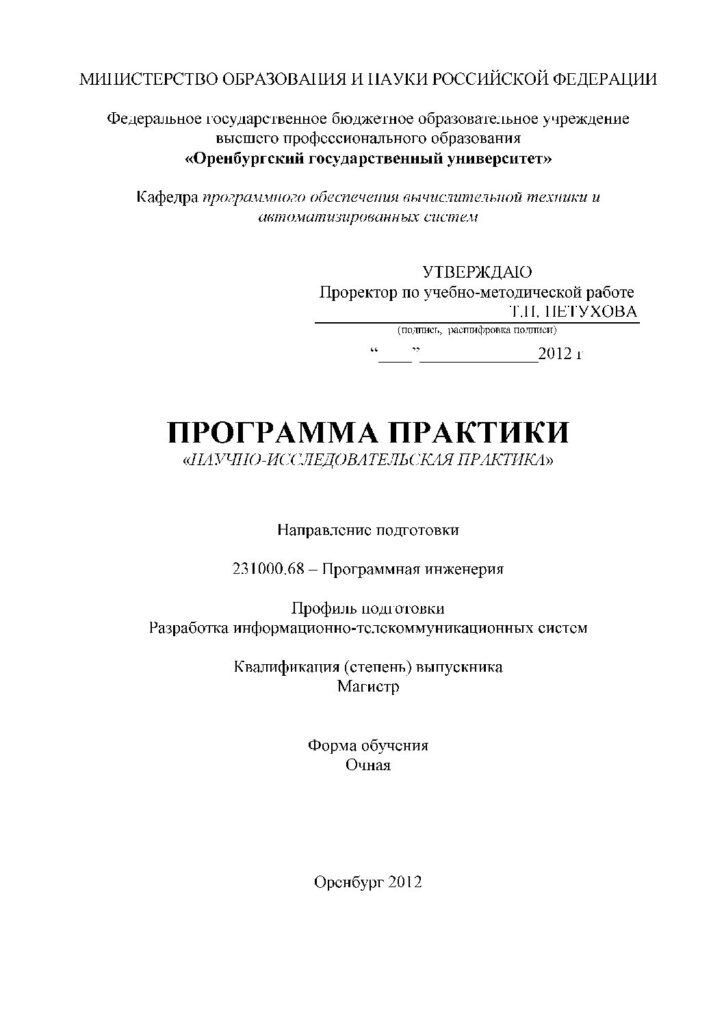 МИНИСТЕРСТВО ОБРАЗОВАНИЯ И НАУКИ РОССИЙСКОЙ ФЕДЕРАЦИИ
Федеральное государственное бюджетное образовательное учреждение
высшего профессионального образования
«Оренбургский государственный университет»
Кафедра программного обеспечения вычислительной техники и
автоматизированных систем
УТВЕРЖДАЮ
Проректор по учебно-методической работе
Т.П. ПЕТУХОВА
(подпись, расшифровка подписи)
“____”______________2012 г
ПРОГРАММА ПРАКТИКИ
«НАУЧНО-ИССЛЕДОВАТЕЛЬСКАЯ ПРАКТИКА»
Направление подготовки
231000.68 – Программная инженерия
Профиль подготовки
Разработка информационно-телекоммуникационных систем
Квалификация (степень) выпускника
Магистр
Форма обучения
Очная
Оренбург 2012